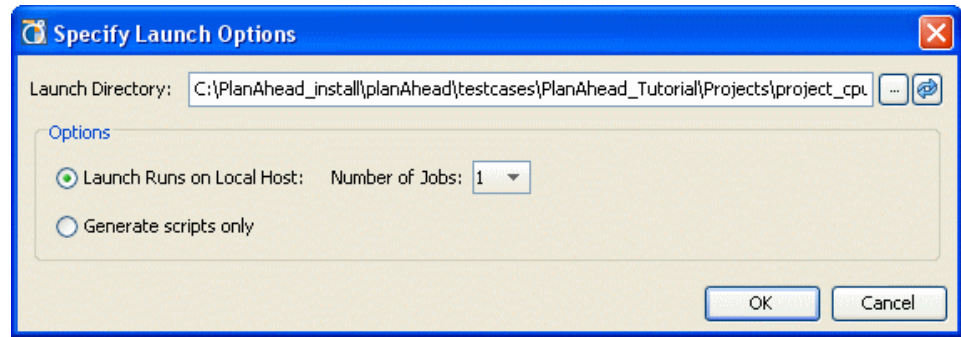 Specify Launch Options
Launch Directory: C:\PlanAhead_install\planAhead\testcases\PlanAhead_Tutorial\Projects\project_cpu ...
Options
Launch Runs on Local Host: Number of Jobs: 1
Generate scripts only
OK Cancel